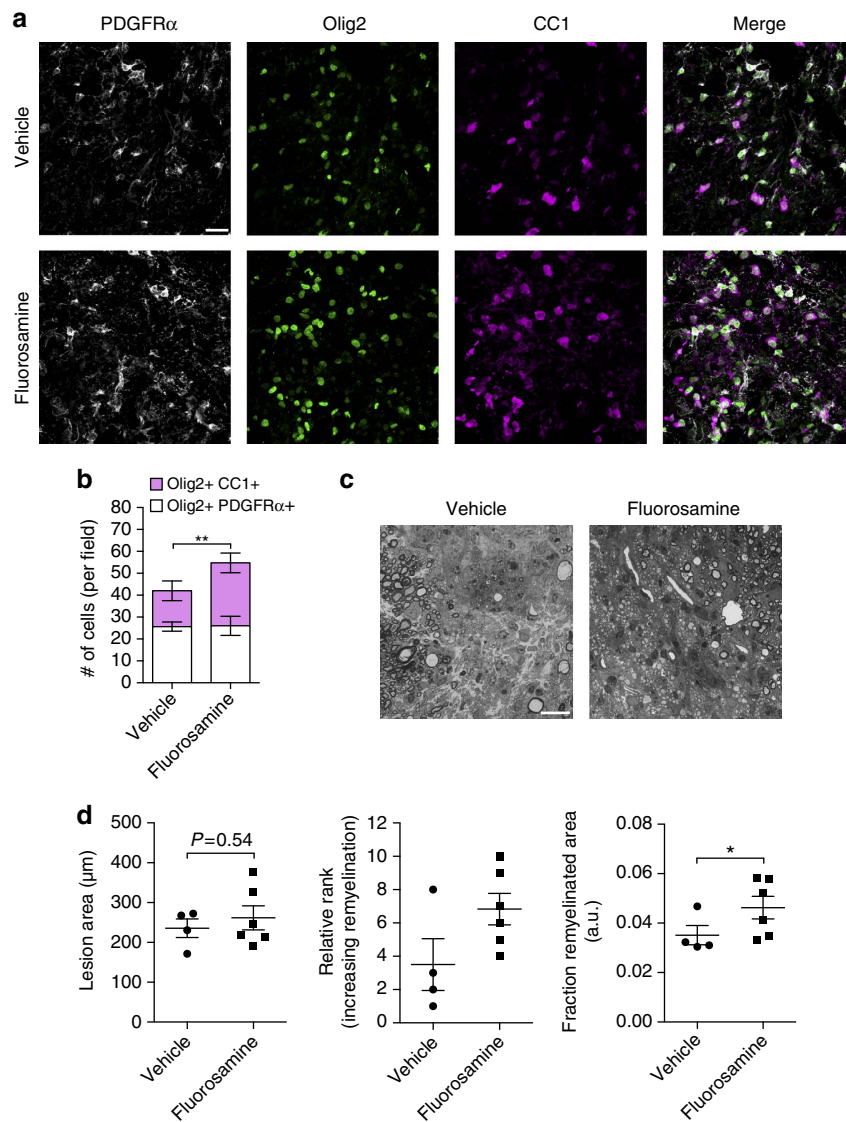 a
PDGFRα
Olig2
CC1
Merge
Vehicle
Fluorosamine
b
Olig2+ CC1+
Olig2+ PDGFRα+
# of cells (per field)
80
70
60
50
40
30
20
10
0
**
Vehicle
Fluorosamine
c
Vehicle
Fluorosamine
d
Lesion area (μm)
500
400
300
200
100
0
P=0.54
Vehicle
Fluorosamine
Relative rank
(increasing remyelination)
12
10
8
6
4
2
0
Vehicle
Fluorosamine
Fraction remyelinated area
(a.u.)
0.08
0.06
0.04
0.02
0.00
*
Vehicle
Fluorosamine